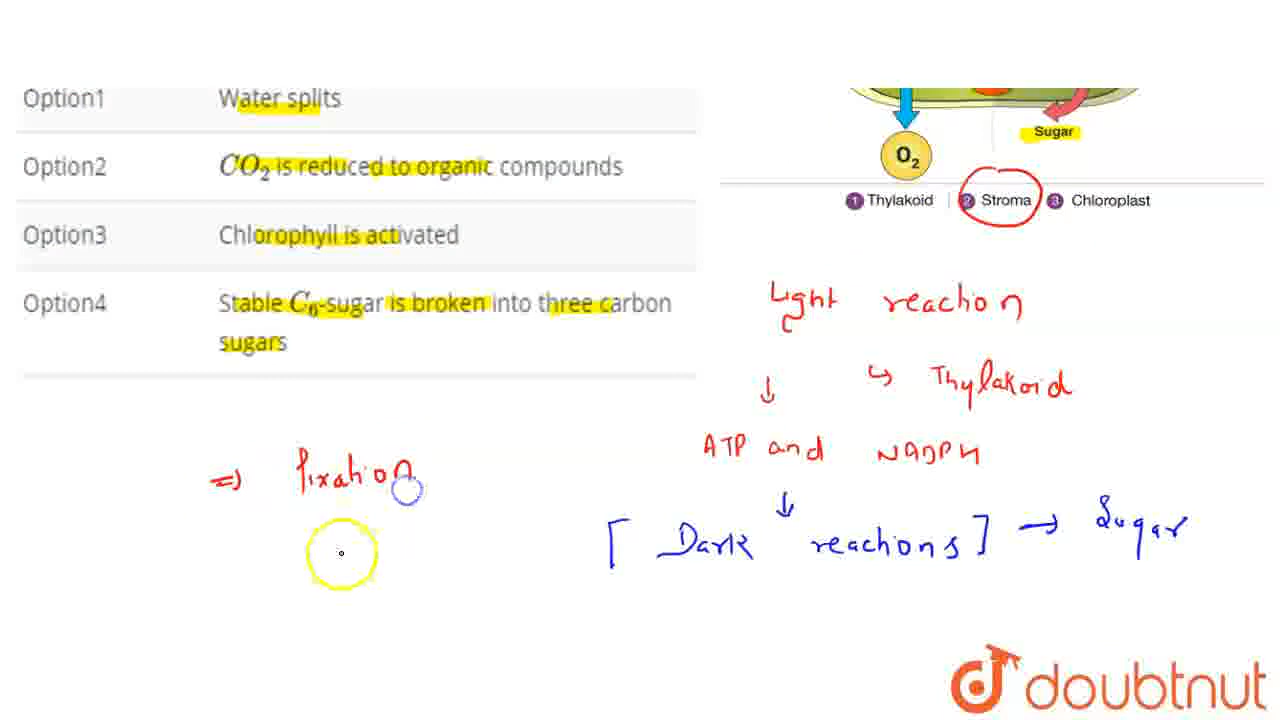 Option1 Water splits
Option2 CO₂ is reduced to organic compounds
Option3 Chlorophyll is activated
Option4 Stable C₆-sugar is broken into three carbon
sugars
Sugar
O₂
1 Thylakoid 2 Stroma 3 Chloroplast
Light reaction
↓ ↳ Thylakoid
ATP and NADPH
↓
[ Dark reactions ] → Sugar
⇒ fixation
doubtnut